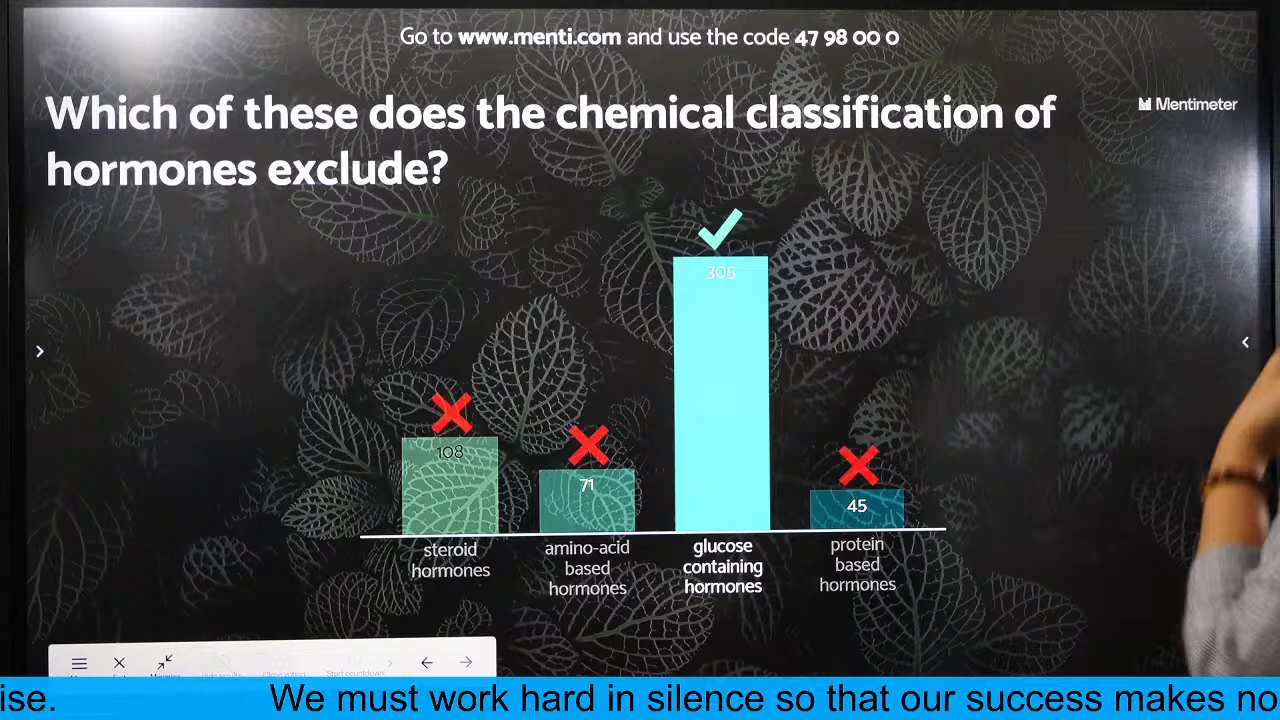 Go to www.menti.com and use the code 47 98 00 0
Mentimeter
Which of these does the chemical classification of
hormones exclude?
305
108
71
45
steroid
hormones
amino-acid
based
hormones
glucose
containing
hormones
protein
based
hormones
Start countdown
ise. We must work hard in silence so that our success makes no